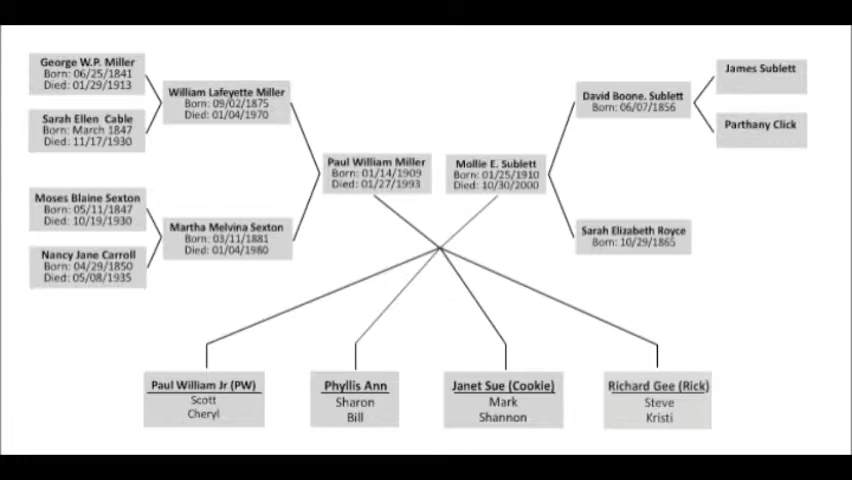 George W.P. Miller
Born: 06/25/1841
Died: 01/29/1913
Sarah Ellen Cable
Born: March 1847
Died: 11/17/1930
Moses Blaine Sexton
Born: 05/11/1847
Died: 10/19/1930
Nancy Jane Carroll
Born: 04/29/1850
Died: 05/08/1935
William Lafeyette Miller
Born: 09/02/1875
Died: 01/04/1970
Martha Melvina Sexton
Born: 03/11/1881
Died: 01/04/1980
Paul William Miller
Born: 01/14/1909
Died: 01/27/1993
Mollie E. Sublett
Born: 01/25/1910
Died: 10/30/2000
David Boone. Sublett
Born: 06/07/1856
Sarah Elizabeth Royce
Born: 10/29/1865
James Sublett
Parthany Click
Paul William Jr (PW)
Scott
Cheryl
Phyllis Ann
Sharon
Bill
Janet Sue (Cookie)
Mark
Shannon
Richard Gee (Rick)
Steve
Kristi